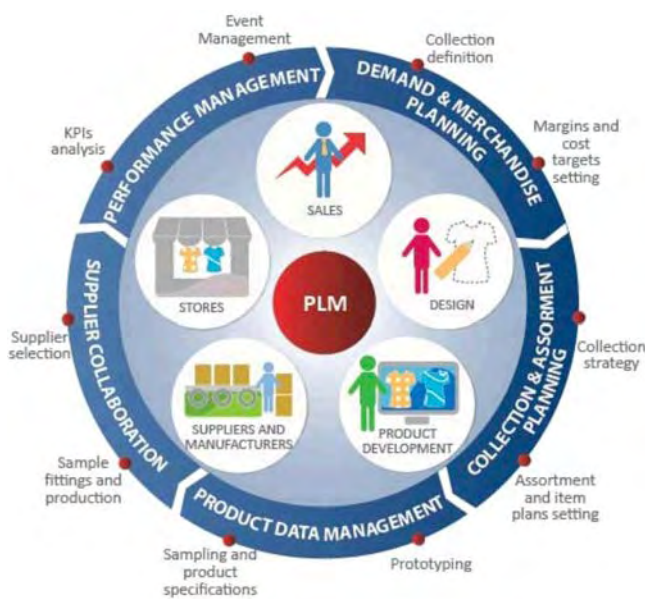 Event
Management
Collection
definition
PERFORMANCE MANAGEMENT
DEMAND & MERCHANDISE
PLANNING
KPIs
analysis
Margins and
cost
targets
setting
SALES
STORES
DESIGN
PLM
SUPPLIER COLLABORATION
COLLECTION & ASSORMENT
PLANNING
Supplier
selection
Collection
strategy
SUPPLIERS AND
MANUFACTURERS
PRODUCT
DEVELOPMENT
Sample
fittings and
production
Assortment
and item
plans setting
PRODUCT DATA MANAGEMENT
Sampling and
product
specifications
Prototyping